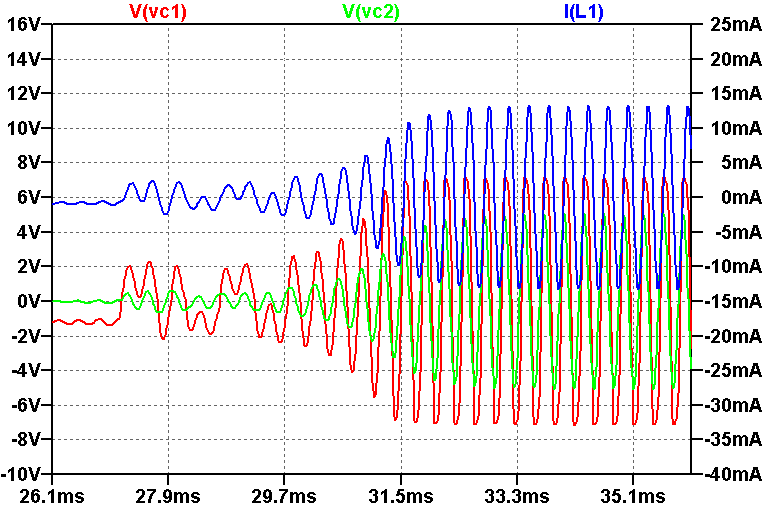 V(vc1) V(vc2) I(L1)
16V 25mA
14V 20mA
12V 15mA
10V 10mA
8V 5mA
6V 0mA
4V -5mA
2V -10mA
0V -15mA
-2V -20mA
-4V -25mA
-6V -30mA
-8V -35mA
-10V -40mA
26.1ms 27.9ms 29.7ms 31.5ms 33.3ms 35.1ms